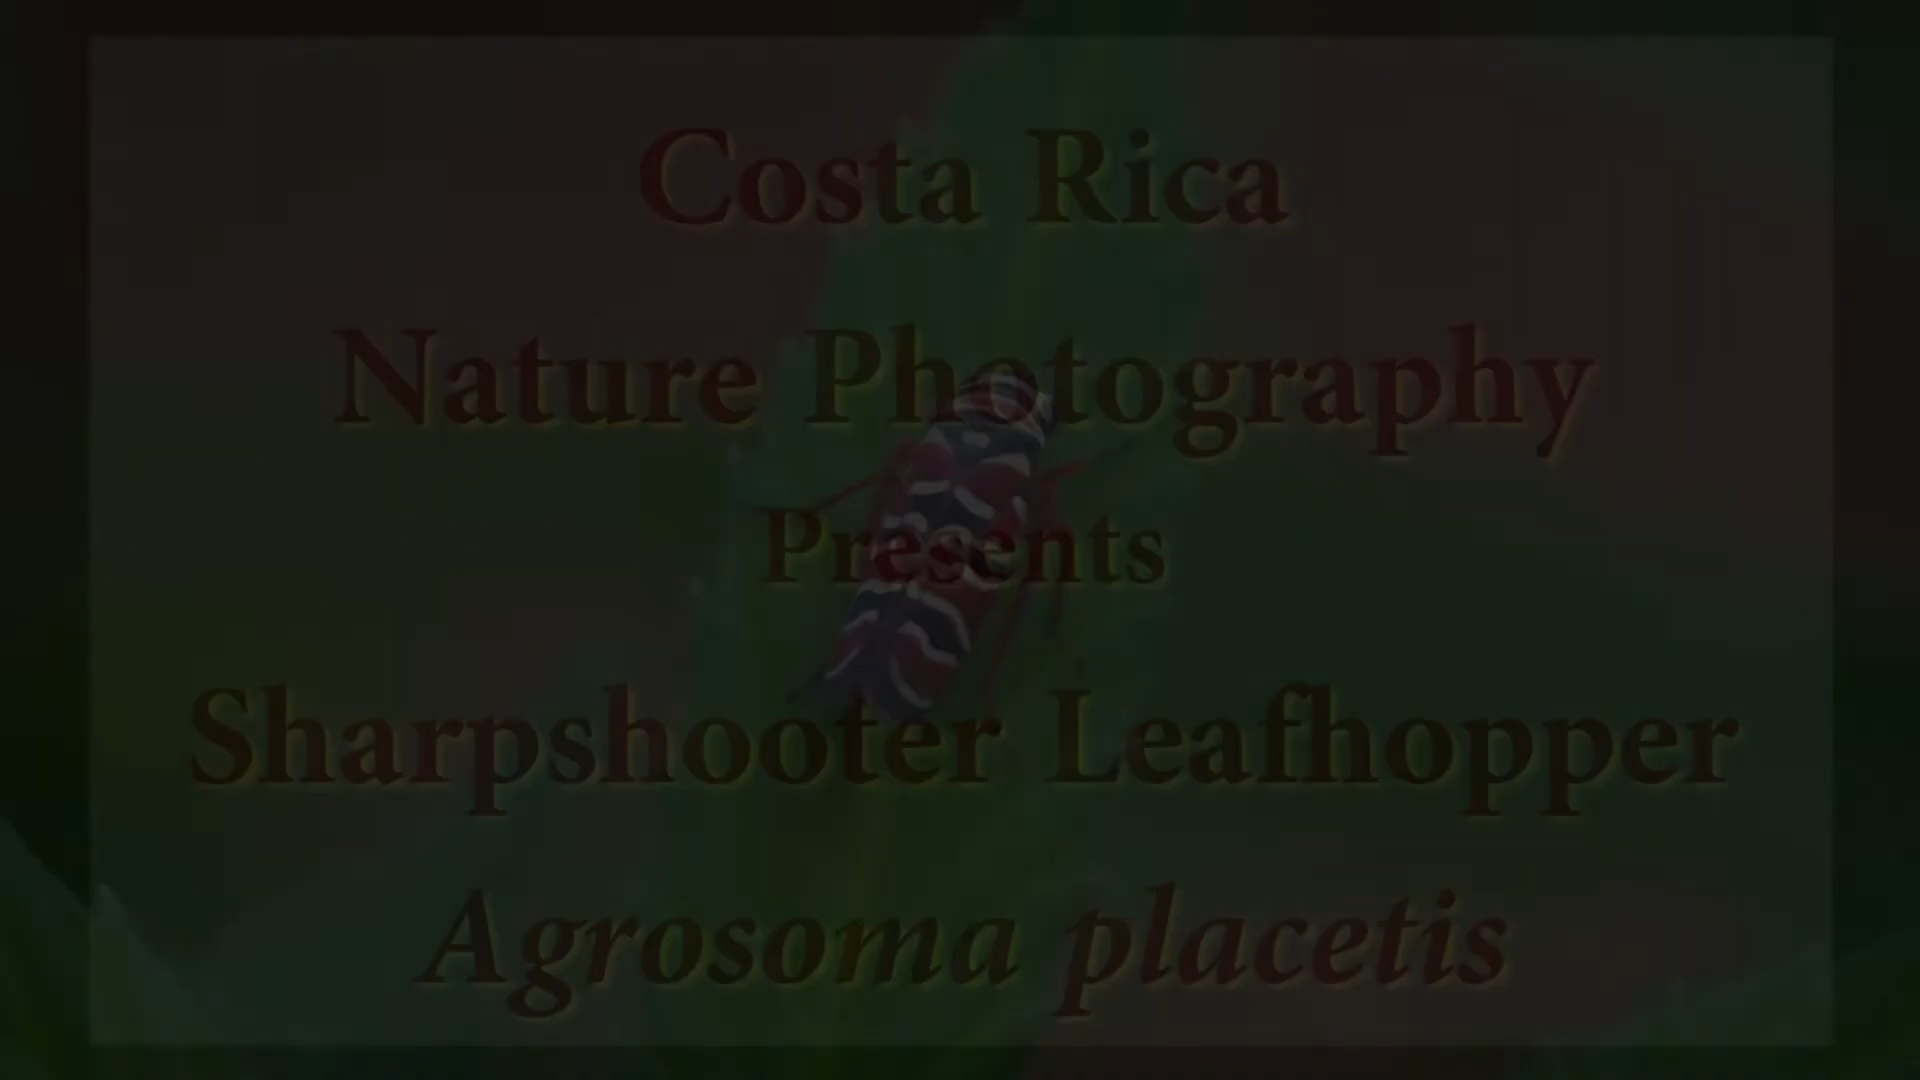 Costa Rica
Nature Photography
Presents
Sharpshooter Leafhopper
Agrosoma placetis